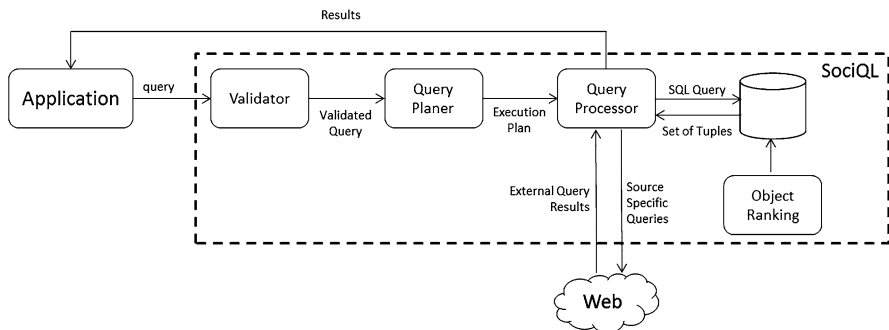 Results
SociQL
Application
query
Validator
Validated
Query
Query
Planer
Execution
Plan
Query
Processor
SQL Query
Set of Tuples
External Query
Results
Source
Specific
Queries
Object
Ranking
Web